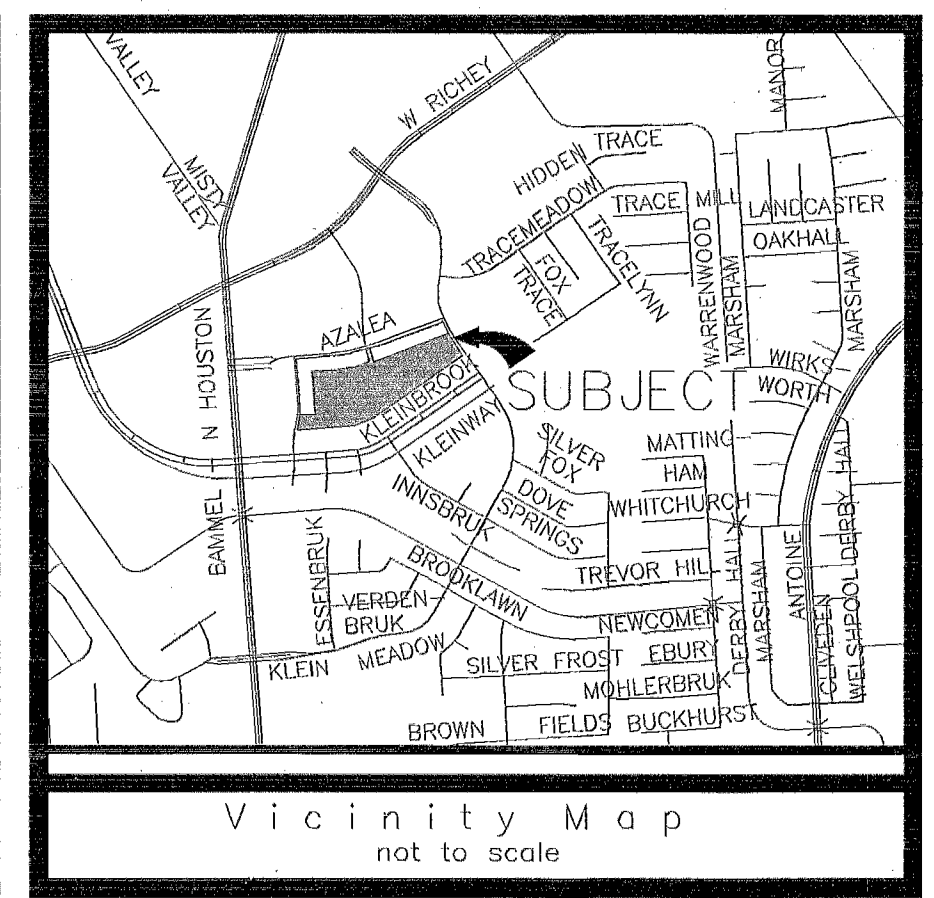 VALLEY
MISTY
VALLEY
W RICHEY
MANOR
HIDDEN TRACE
TRACEMEADOW
TRACE MILL
LANDCASTER
OAKHALL
FOX
TRACE
TRACELYNN
WARRENWOOD
MARSHAM
MARSHAM
AZALEA
BAMMEL N HOUSTON
KLEINBROOK
KLEINWAY
SUBJECT
WIRKS
WORTH
SILVER
FOX
MATTING
HAM
DOVE
SPRINGS
WHITCHURCH
INNSBRUK
TREVOR HILL
BROOKLAWN
ESSENBRUK
VERDEN
BRUK
NEWCOMEN
DERBY HALL
MARSHAM
ANTOINE
CLIVEDEN
WELSHPOOL
DERBY HALL
KLEIN MEADOW
SILVER FROST
EBURY
MOHLERBRUK
BROWN FIELDS
BUCKHURST
Vicinity Map
not to scale